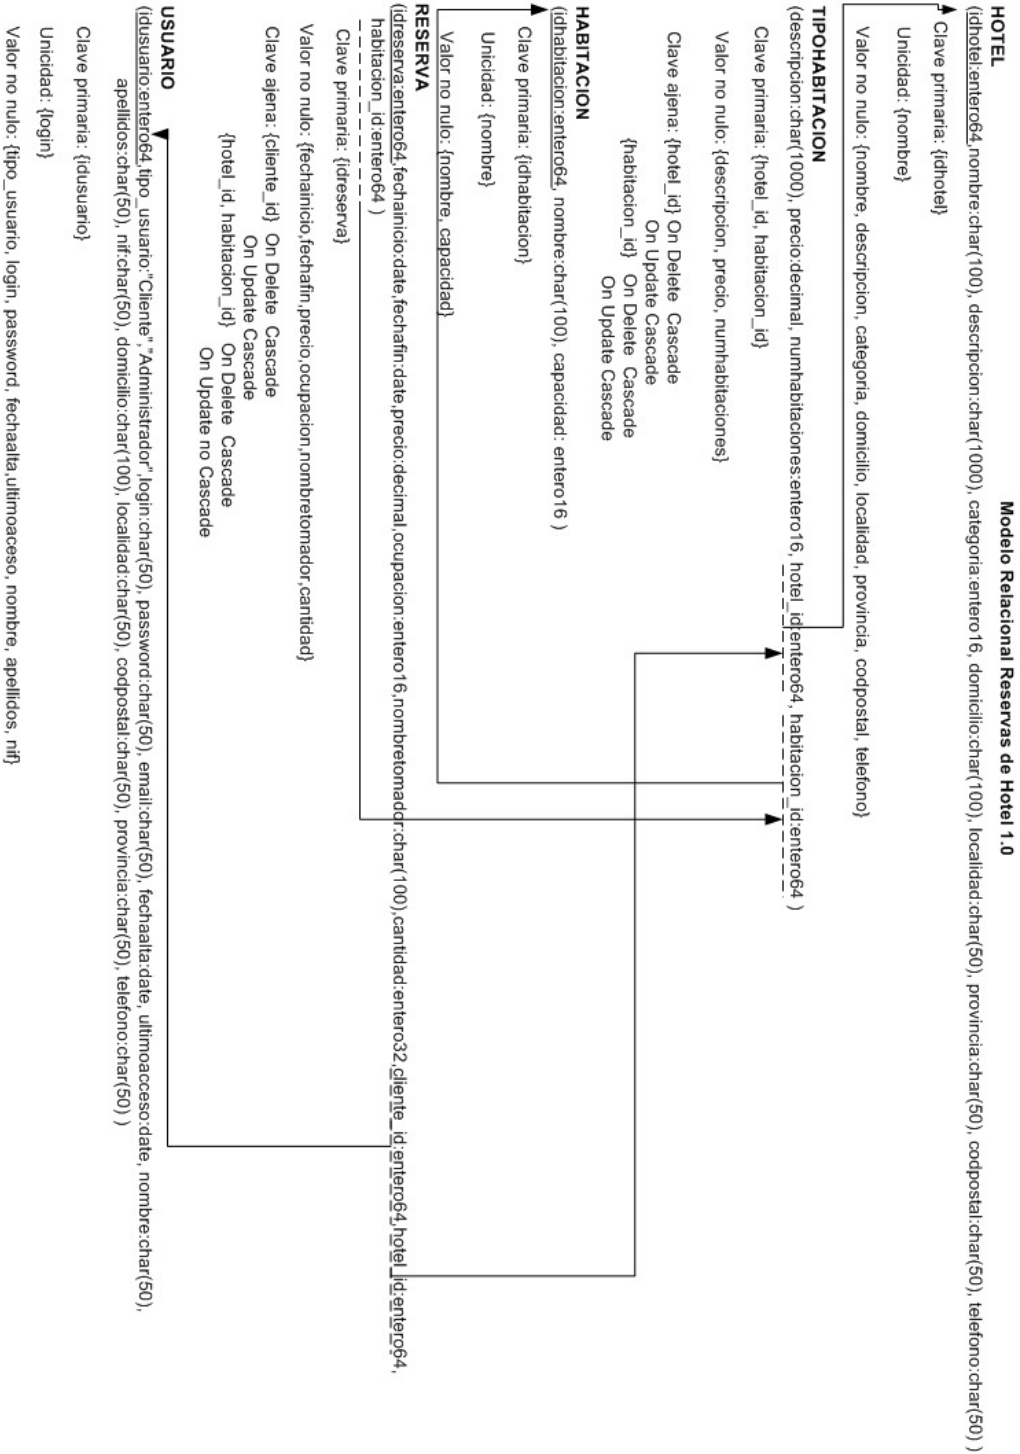 Modelo Relacional Reservas de Hotel 1.0
HOTEL
(idhotel:entero64,nombre:char(100), descripcion:char(1000), categoria:entero16, domicilio:char(100), localidad:char(50), provincia:char(50), codpostal:char(50), telefono:char(50) )
Clave primaria: {idhotel}
Unicidad: {nombre}
Valor no nulo: {nombre, descripcion, categoria, domicilio, localidad, provincia, codpostal, telefono}
TIPOHABITACION
(descripcion:char(1000), precio:decimal, numhabitaciones:entero16, hotel_id:entero64, habitacion_id:entero64 )
Clave primaria: {hotel_id, habitacion_id}
Valor no nulo: {descripcion, precio, numhabitaciones}
Clave ajena: {hotel_id} On Delete Cascade
On Update Cascade
{habitacion_id} On Delete Cascade
On Update Cascade
HABITACION
(idhabitacion:entero64, nombre:char(100), capacidad: entero16 )
Clave primaria: {idhabitacion}
Unicidad: {nombre}
Valor no nulo: {nombre, capacidad}
RESERVA
(idreserva:entero64,fechainicio:date,fechafin:date,precio:decimal,ocupacion:entero16,nombretomador:char(100),cantidad:entero32,cliente_id:entero64,hotel_id:entero64,
habitacion_id:entero64 )
Clave primaria: {idreserva}
Valor no nulo: {fechainicio,fechafin,precio,ocupacion,nombretomador,cantidad}
Clave ajena: {cliente_id} On Delete Cascade
On Update Cascade
{hotel_id, habitacion_id} On Delete Cascade
On Update no Cascade
USUARIO
(idusuario:entero64,tipo_usuario:"Cliente","Administrador",login:char(50), password:char(50), email:char(50), fechaalta:date, ultimoacceso:date, nombre:char(50),
apellidos:char(50), nif:char(50), domicilio:char(100), localidad:char(50), codpostal:char(50), provincia:char(50), telefono:char(50) )
Clave primaria: {idusuario}
Unicidad: {login}
Valor no nulo: {tipo_usuario, login, password, fechaalta,ultimoaceso, nombre, apellidos, nif}